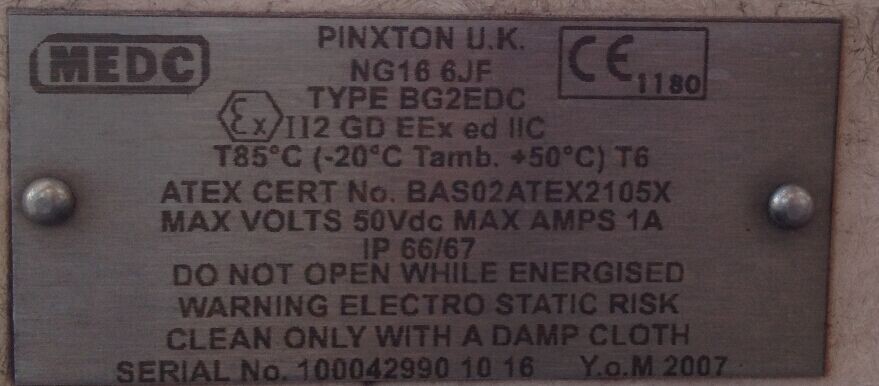 MEDC
PINXTON U.K.
NG16 6JF
CE 1180
TYPE BG2EDC
Ex II2 GD EEx ed IIC
T85°C (-20°C Tamb. +50°C) T6
ATEX CERT No. BAS02ATEX2105X
MAX VOLTS 50Vdc MAX AMPS 1A
IP 66/67
DO NOT OPEN WHILE ENERGISED
WARNING ELECTRO STATIC RISK
CLEAN ONLY WITH A DAMP CLOTH
SERIAL No. 100042990 10 16 Y.o.M 2007